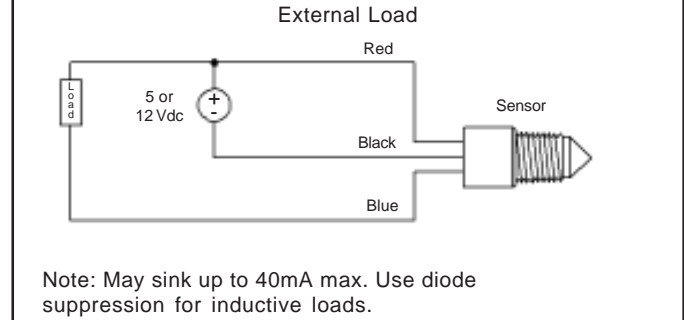 External Load
Red
Load
5 or
12 Vdc
+
-
Sensor
Black
Blue
Note: May sink up to 40mA max. Use diode
suppression for inductive loads.